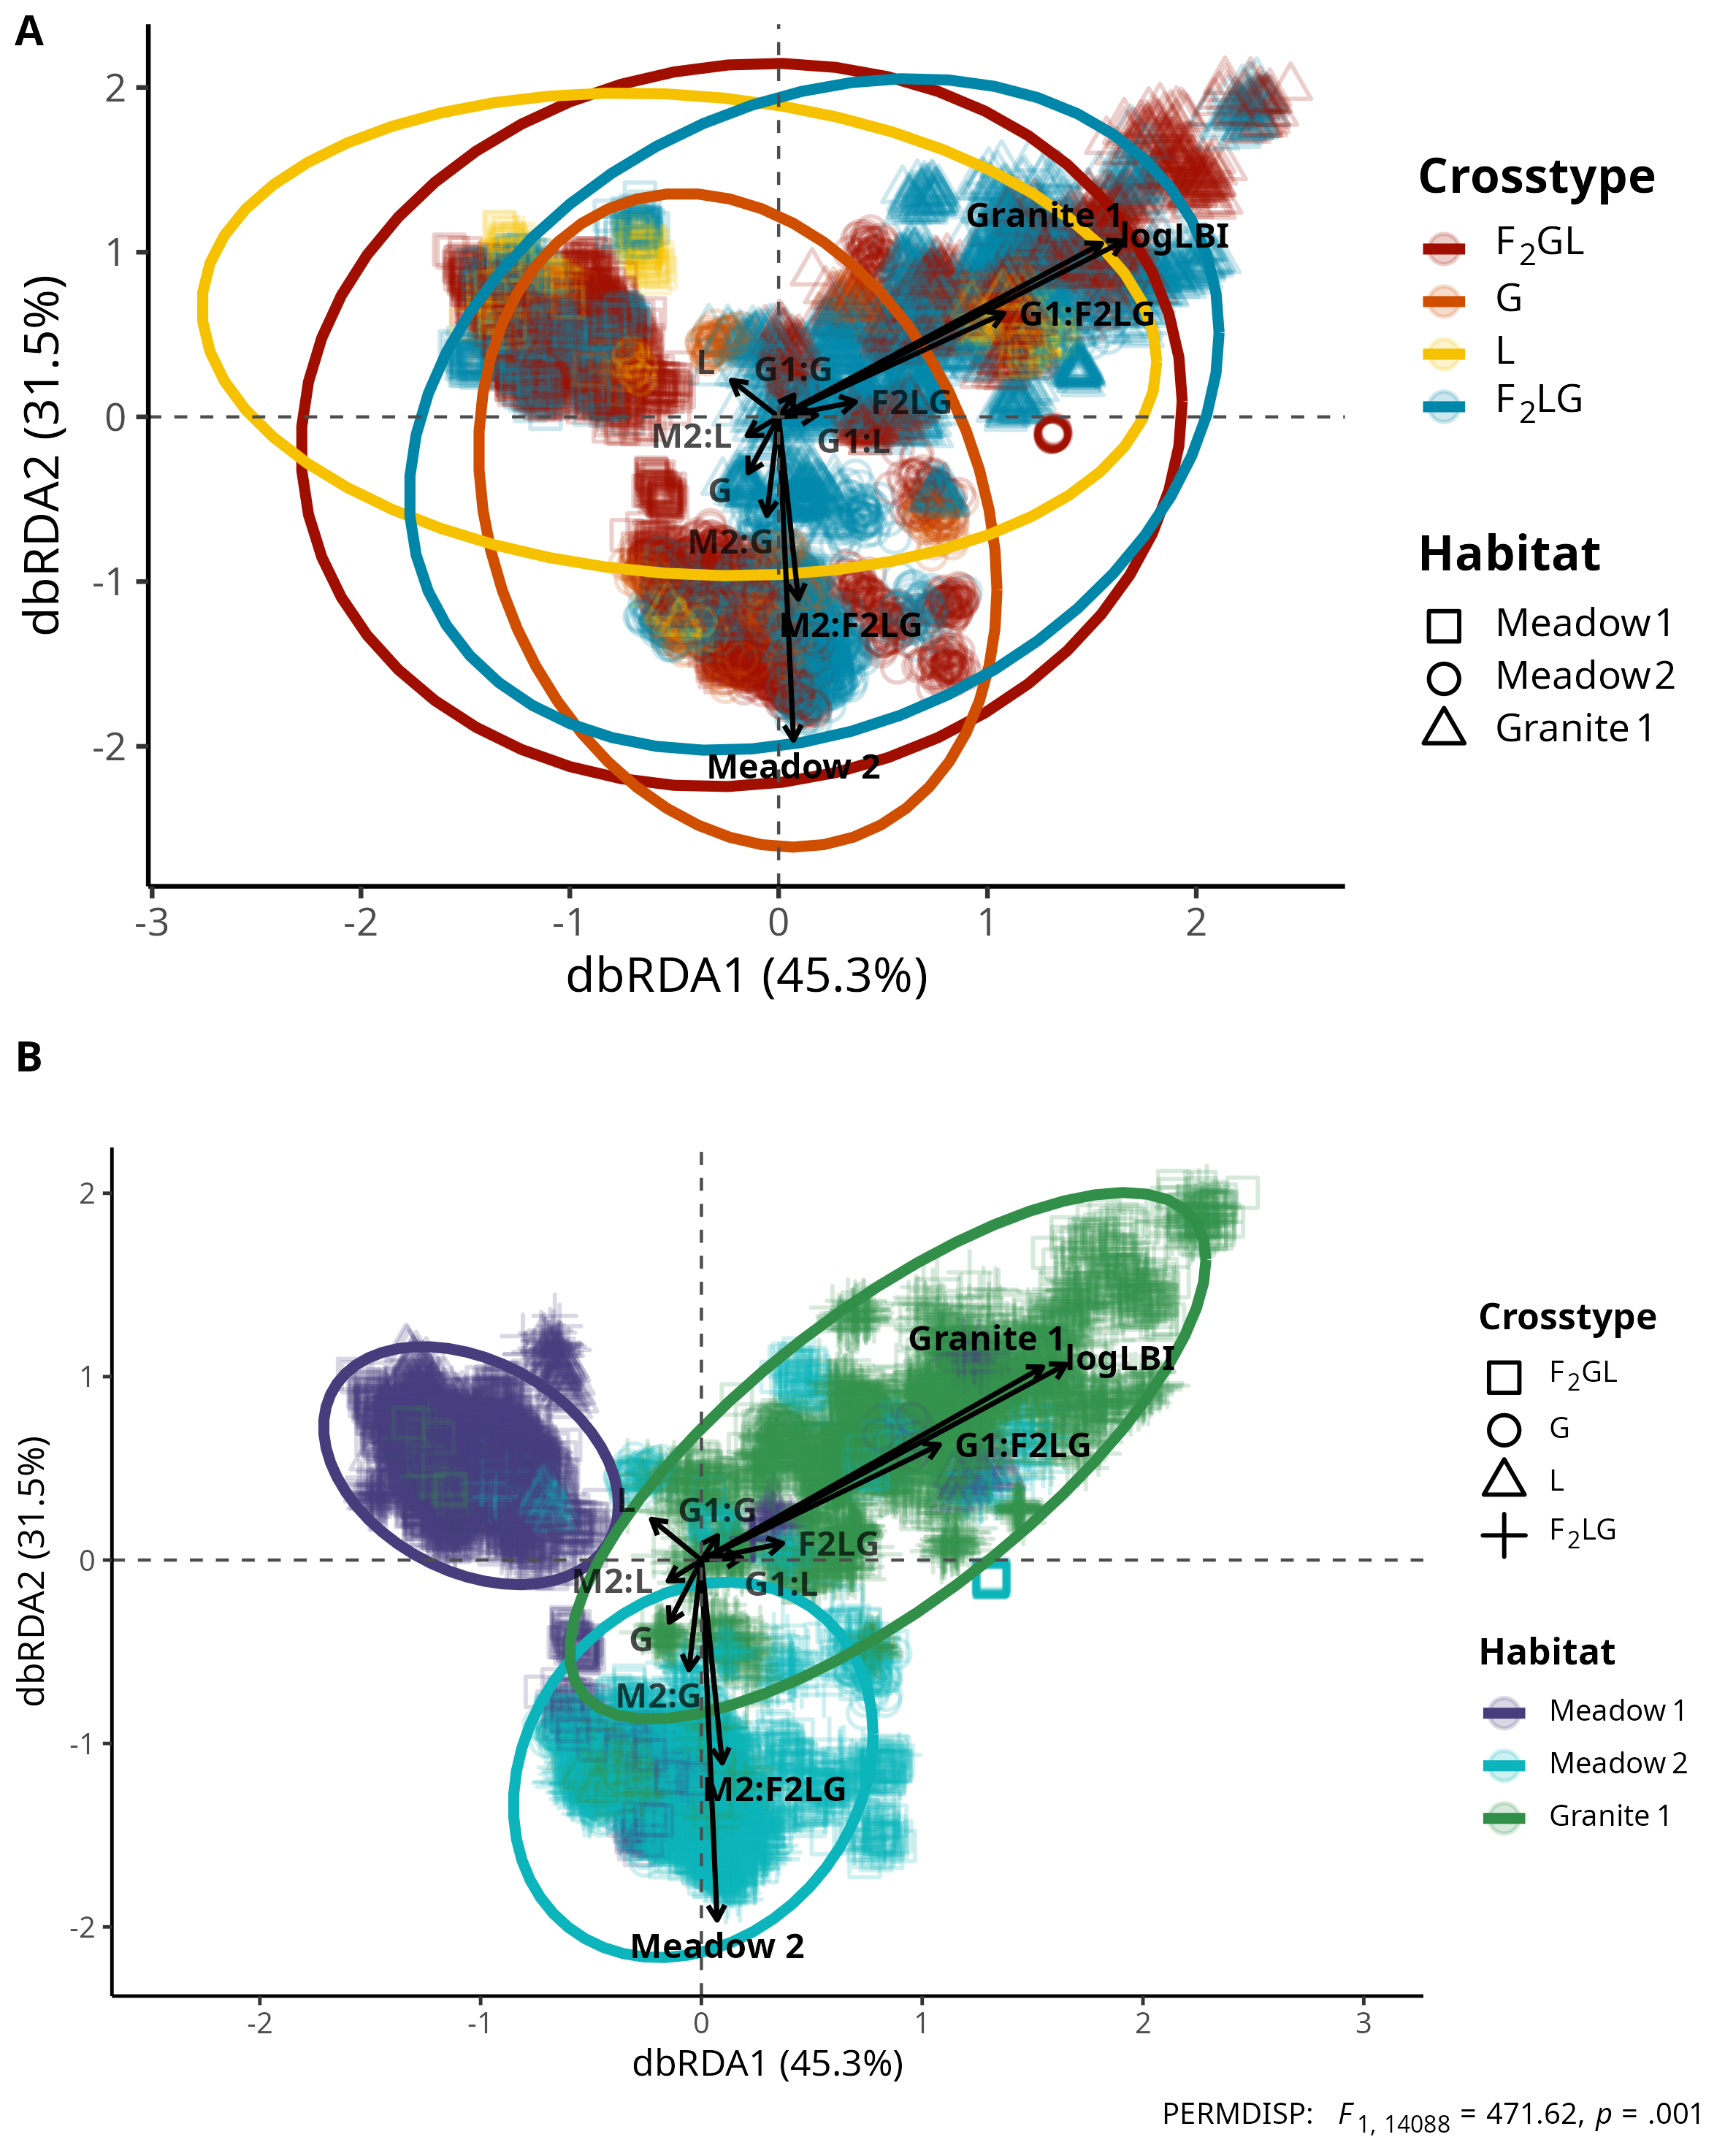 A
2
1
0
-1
-2
dbRDA2 (31.5%)
-3 -2 -1 0 1 2
dbRDA1 (45.3%)
Granite 1
logLBI
G1:F2LG
L
G1:G
F2LG
M2:L
G1:L
G
M2:G
M2:F2LG
Meadow 2
Crosstype
F2GL
G
L
F2LG
Habitat
Meadow 1
Meadow 2
Granite 1
B
2
1
0
-1
-2
dbRDA2 (31.5%)
-2 -1 0 1 2 3
dbRDA1 (45.3%)
Granite 1
logLBI
G1:F2LG
L
G1:G
F2LG
M2:L
G1:L
G
M2:G
M2:F2LG
Meadow 2
Crosstype
F2GL
G
L
F2LG
Habitat
Meadow 1
Meadow 2
Granite 1
PERMDISP: F1, 14088 = 471.62, p = .001